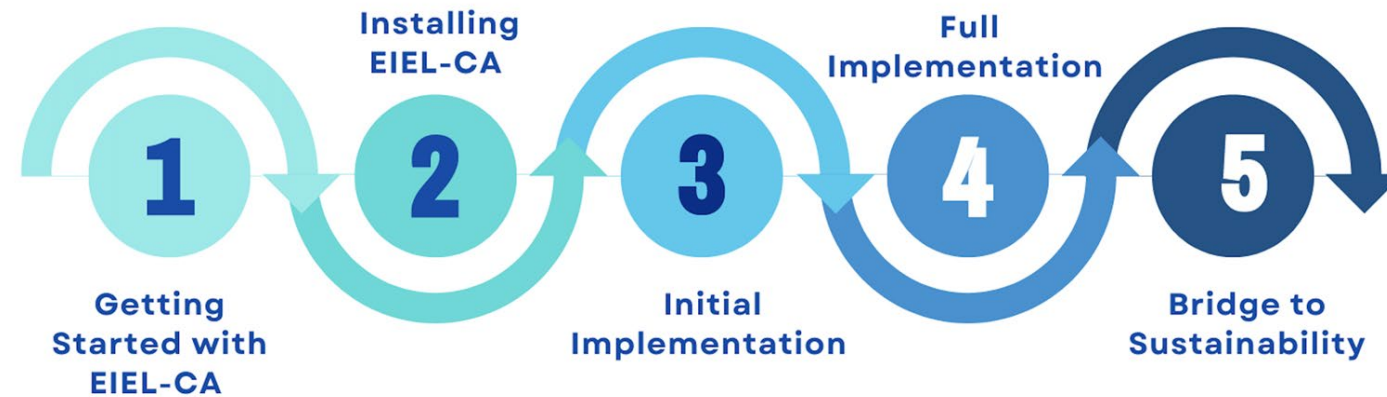 1
Getting
Started with
EIEL-CA
Installing
EIEL-CA
2
3
Initial
Implementation
Full
Implementation
4
5
Bridge to
Sustainability